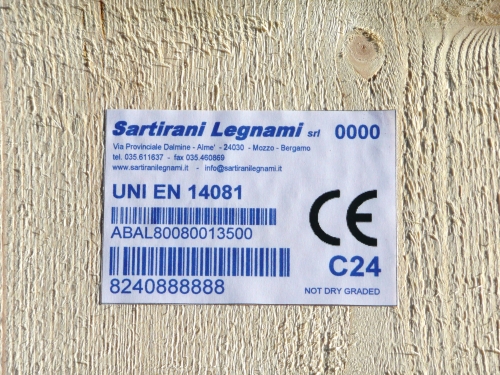 Sartirani Legnami srl 0000
Via Provinciale Dalmine - Alme' - 24030 - Mozzo - Bergamo
tel. 035.611637 - fax 035.460869
www.sartiranilegnami.it - info@sartiranilegnami.it
UNI EN 14081
ABAL80080013500
CE
C24
8240888888
NOT DRY GRADED